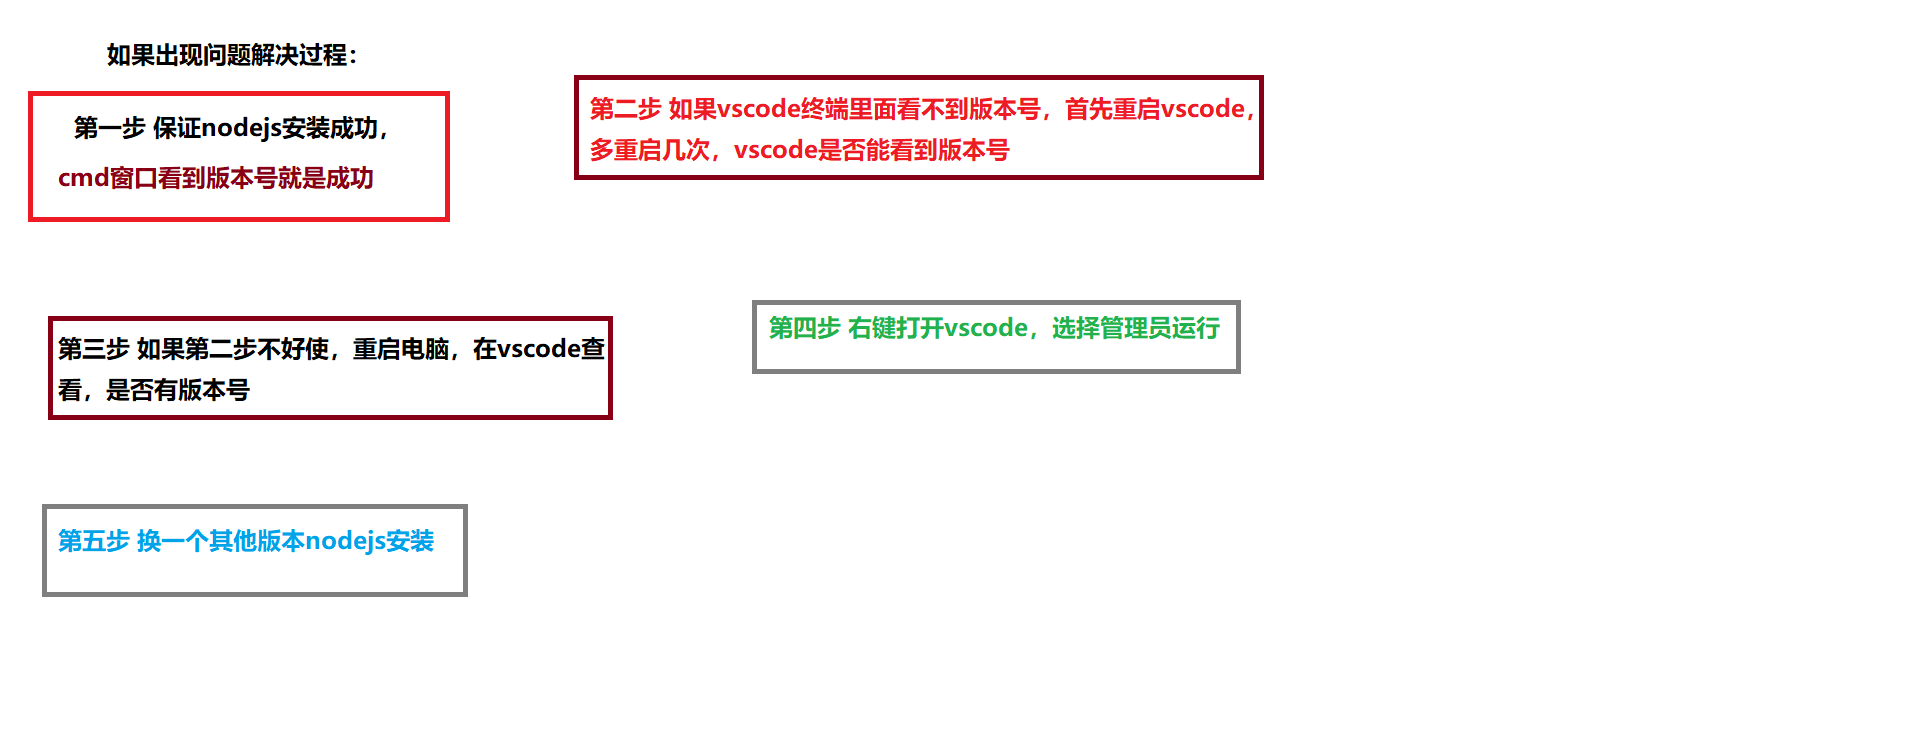 如果出现问题解决过程：
第一步 保证nodejs安装成功，
cmd窗口看到版本号就是成功
第二步 如果vscode终端里面看不到版本号，首先重启vscode，
多重启几次，vscode是否能看到版本号
第三步 如果第二步不好使，重启电脑，在vscode查
看，是否有版本号
第四步 右键打开vscode，选择管理员运行
第五步 换一个其他版本nodejs安装